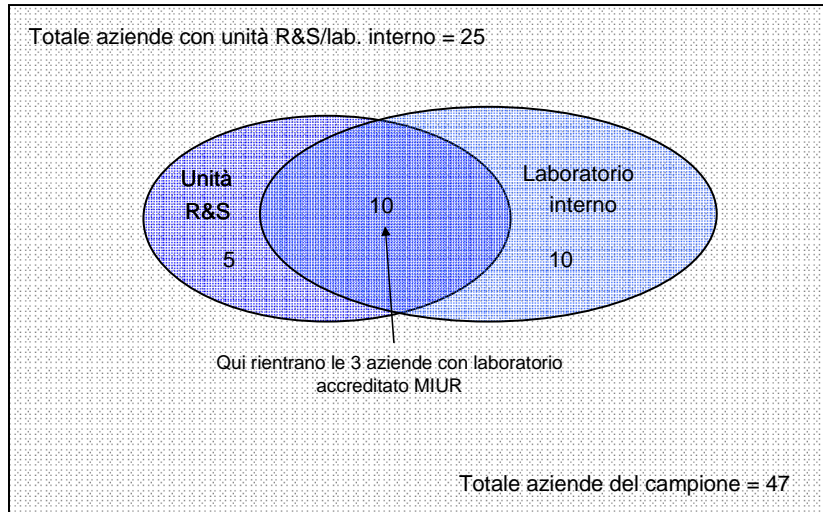 Totale aziende con unità R&S/lab. interno = 25
Unità
R&S
5
10
Laboratorio
interno
10
Qui rientrano le 3 aziende con laboratorio
accreditato MIUR
Totale aziende del campione = 47